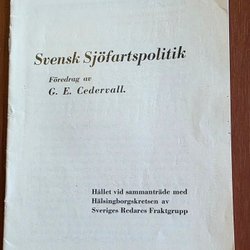 Svensk Sjöfartspolitik
Föredrag av
G. E. Cedervall.
Hållet vid sammanträde med
Hälsingborgskretsen av
Sveriges Redares Fraktgrupp